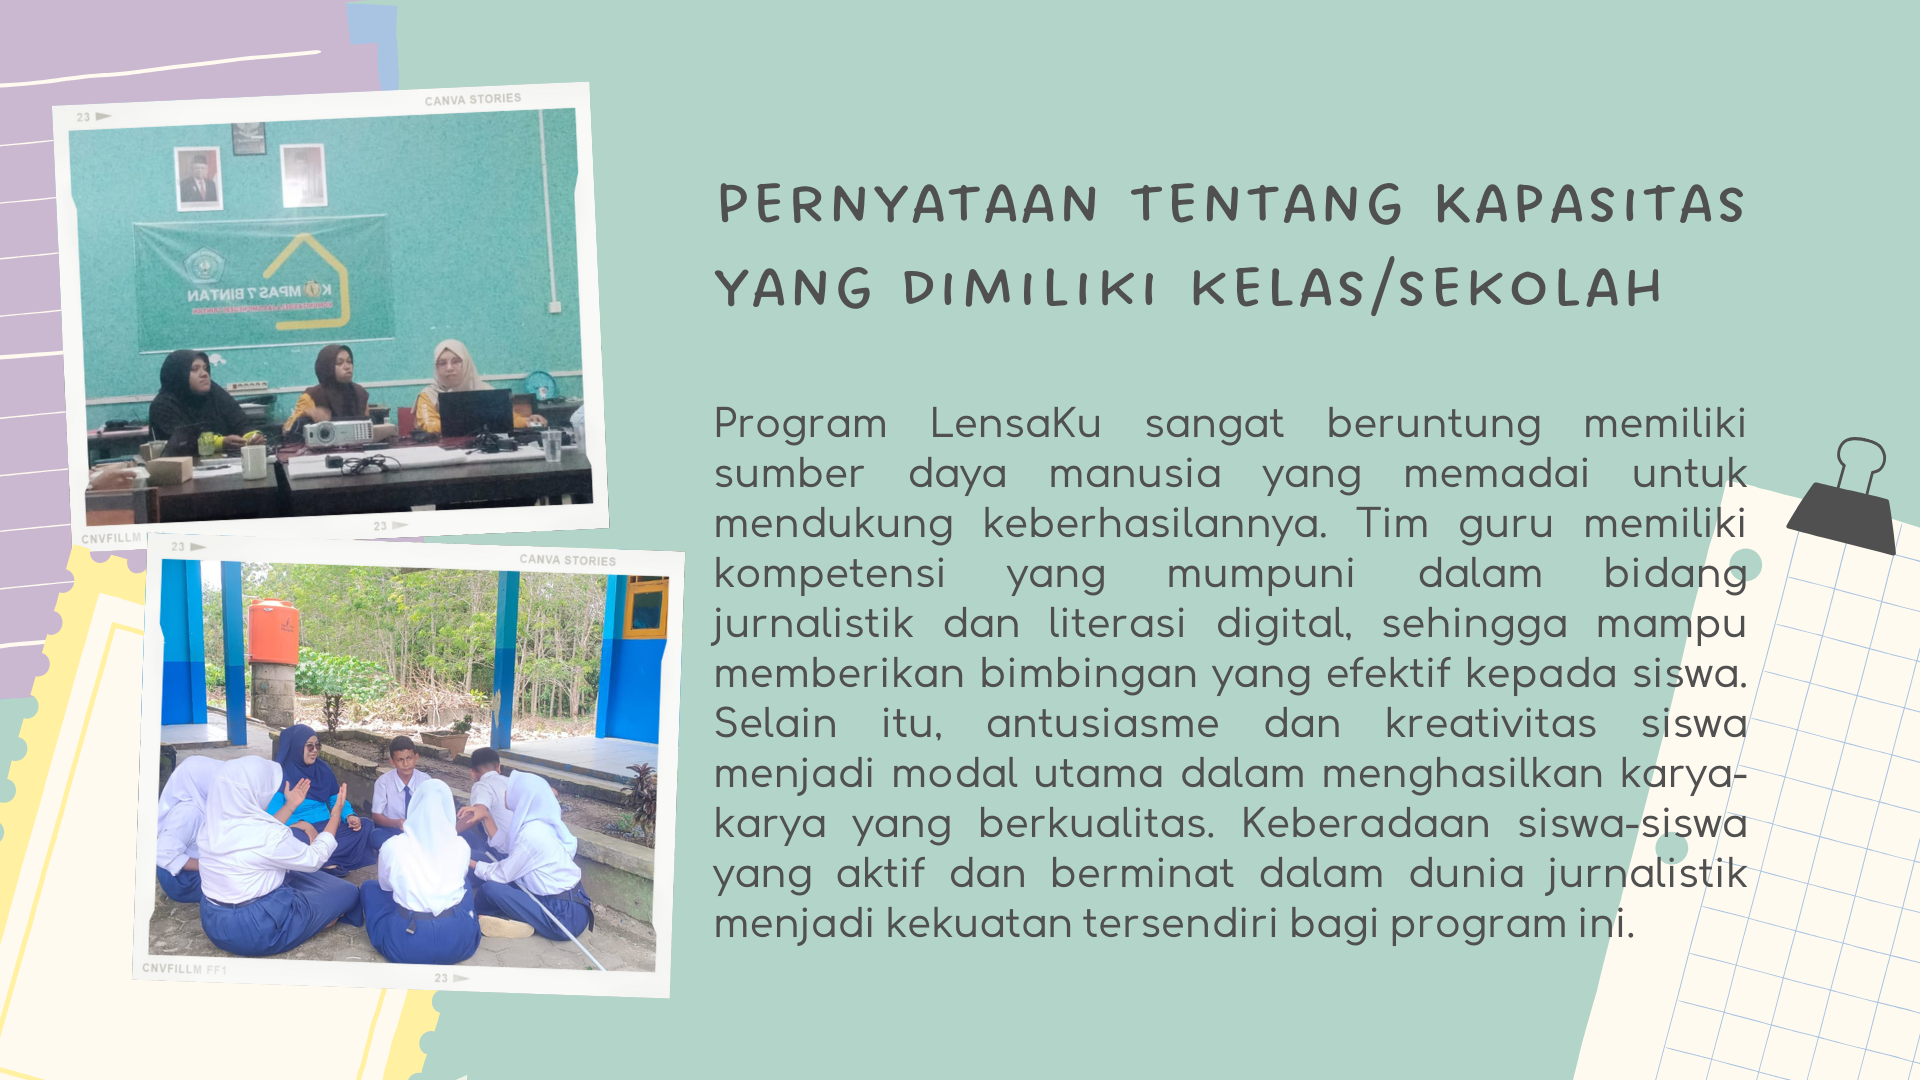 CANVA STORIES
23
KOMPAS 7 BINTAN
23
CNVFILLM
23
CANVA STORIES
CNVFILLM FF1
23
PERNYATAAN TENTANG KAPASITAS
YANG DIMILIKI KELAS/SEKOLAH
Program LensaKu sangat beruntung memiliki
sumber daya manusia yang memadai untuk
mendukung keberhasilannya. Tim guru memiliki
kompetensi yang mumpuni dalam bidang
jurnalistik dan literasi digital, sehingga mampu
memberikan bimbingan yang efektif kepada siswa.
Selain itu, antusiasme dan kreativitas siswa
menjadi modal utama dalam menghasilkan karya-
karya yang berkualitas. Keberadaan siswa-siswa
yang aktif dan berminat dalam dunia jurnalistik
menjadi kekuatan tersendiri bagi program ini.